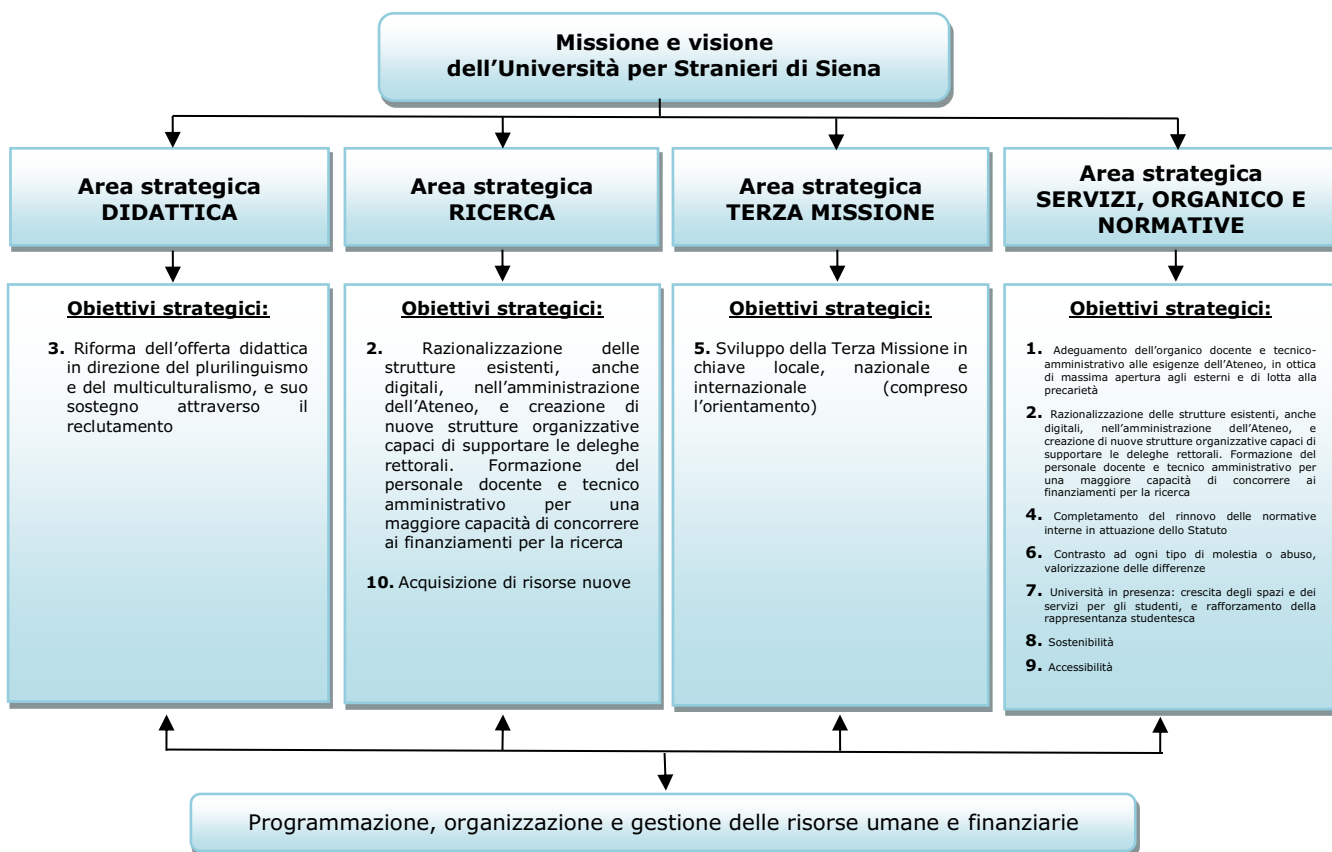 Missione e visione
dell’Università per Stranieri di Siena
Area strategica
DIDATTICA
Area strategica
RICERCA
Area strategica
TERZA MISSIONE
Area strategica
SERVIZI, ORGANICO E
NORMATIVE
Obiettivi strategici:
3. Riforma dell’offerta didattica
in direzione del plurilinguismo
e del multiculturalismo, e suo
sostegno attraverso il
reclutamento
Obiettivi strategici:
2. Razionalizzazione delle
strutture esistenti, anche
digitali, nell’amministrazione
dell’Ateneo, e creazione di
nuove strutture organizzative
capaci di supportare le deleghe
rettorali. Formazione del
personale docente e tecnico
amministrativo per una
maggiore capacità di concorrere
ai finanziamenti per la ricerca
10. Acquisizione di risorse nuove
Obiettivi strategici:
5. Sviluppo della Terza Missione in
chiave locale, nazionale e
internazionale (compreso
l’orientamento)
Obiettivi strategici:
1. Adeguamento dell’organico docente e tecnico-
amministrativo alle esigenze dell’Ateneo, in ottica
di massima apertura agli esterni e di lotta alla
precarietà
2. Razionalizzazione delle strutture esistenti, anche
digitali, nell’amministrazione dell’Ateneo, e
creazione di nuove strutture organizzative capaci di
supportare le deleghe rettorali. Formazione del
personale docente e tecnico amministrativo per
una maggiore capacità di concorrere ai
finanziamenti per la ricerca
4. Completamento del rinnovo delle normative
interne in attuazione dello Statuto
6. Contrasto ad ogni tipo di molestia o abuso,
valorizzazione delle differenze
7. Università in presenza: crescita degli spazi e dei
servizi per gli studenti, e rafforzamento della
rappresentanza studentesca
8. Sostenibilità
9. Accessibilità
Programmazione, organizzazione e gestione delle risorse umane e finanziarie